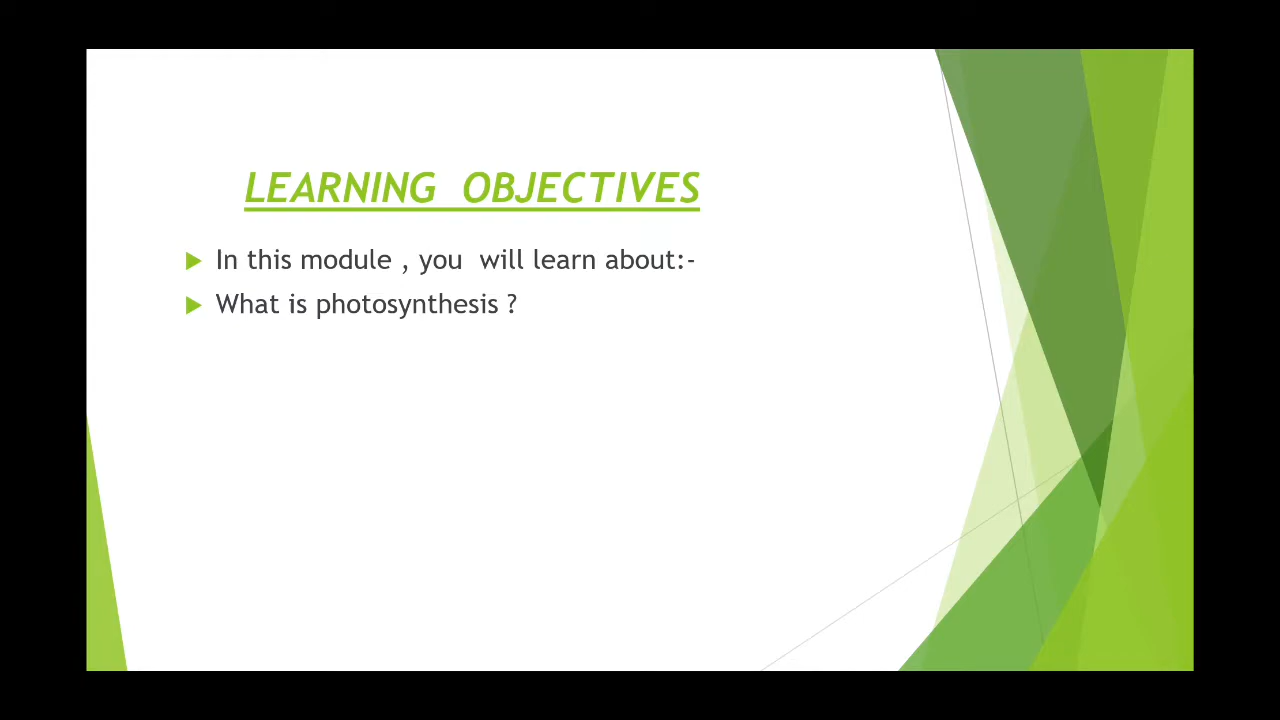 LEARNING  OBJECTIVES
In this module , you  will learn about:-
What is photosynthesis ?